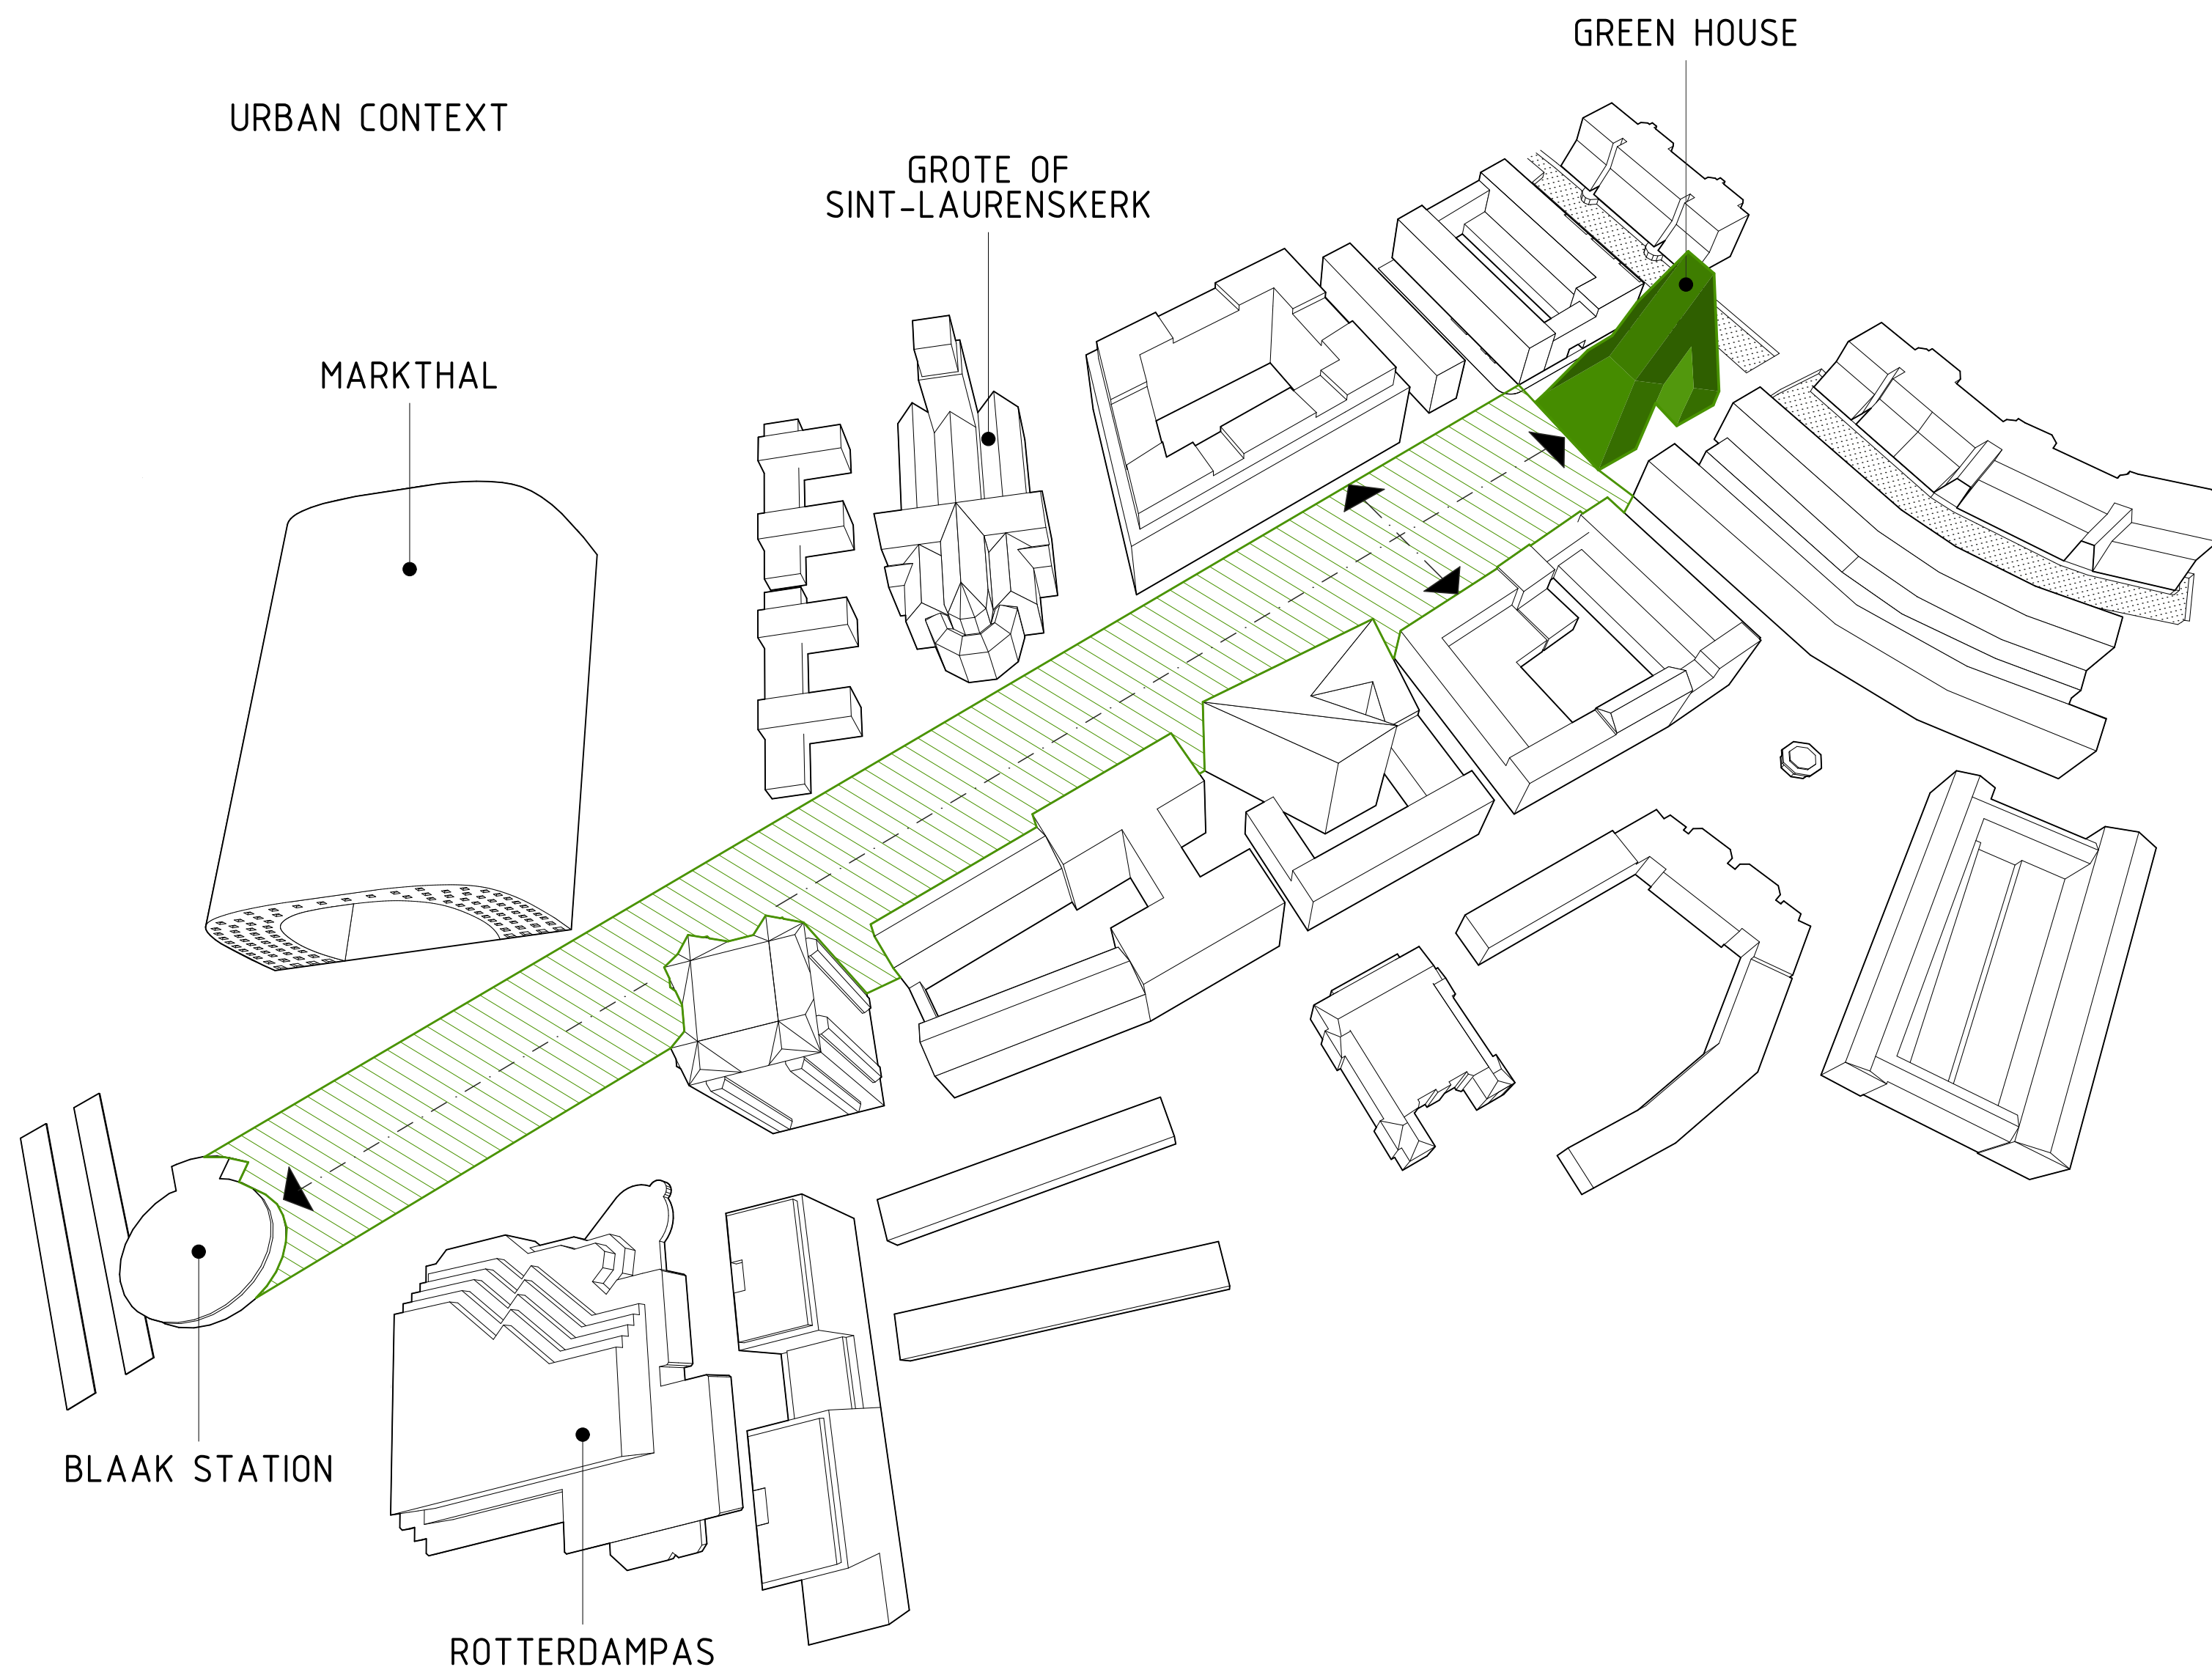 GREEN HOUSE
URBAN CONTEXT
GROTE OF
SINT-LAURENSKERK
MARKTHAL
BLAAK STATION
ROTTERDAMPAS